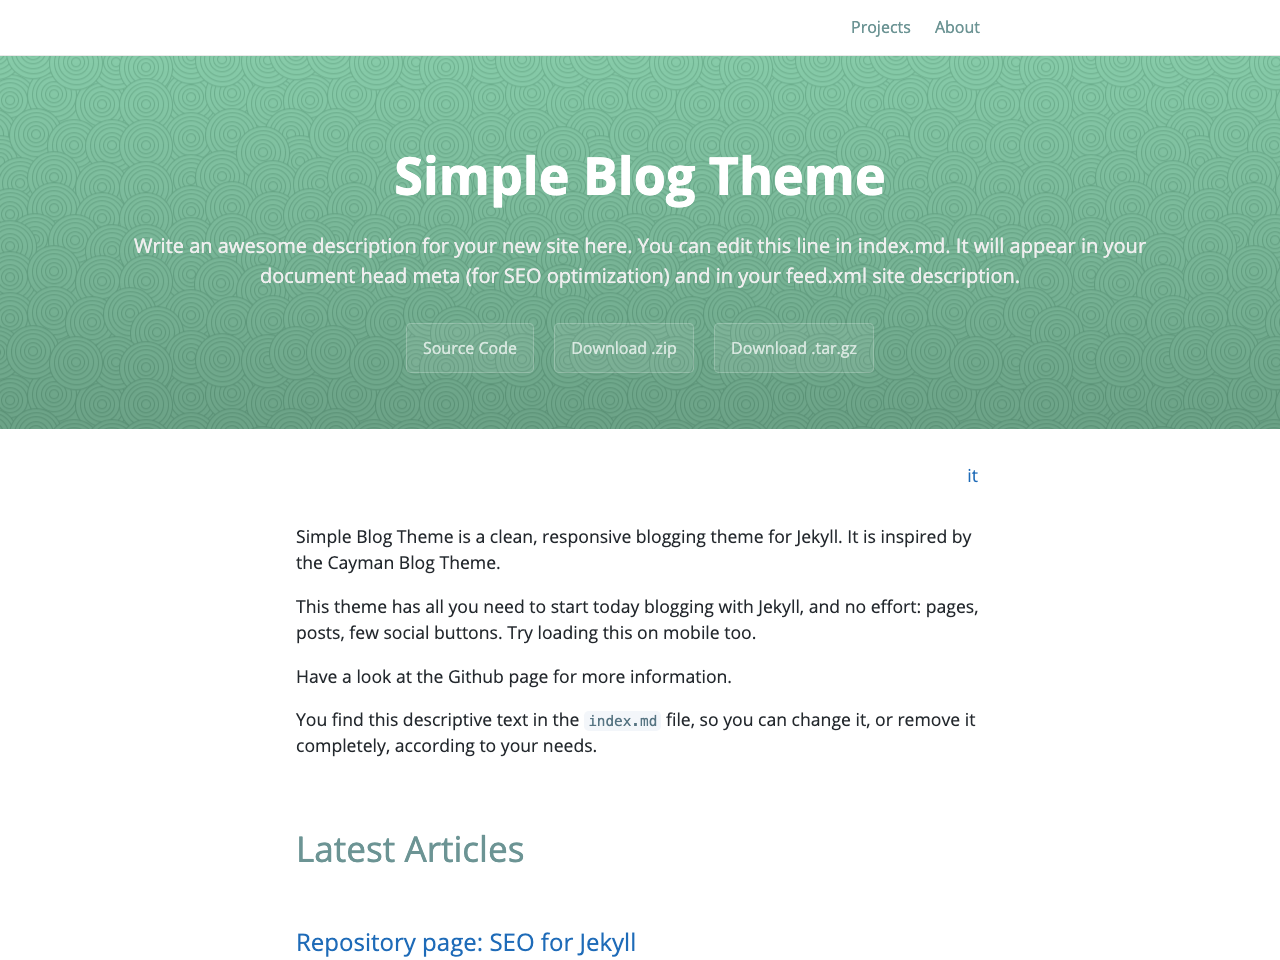 Projects About
Simple Blog Theme
Write an awesome description for your new site here. You can edit this line in index.md. It will appear in your
document head meta (for SEO optimization) and in your feed.xml site description.
Source Code Download .zip Download .tar.gz
it
Simple Blog Theme is a clean, responsive blogging theme for Jekyll. It is inspired by
the Cayman Blog Theme.
This theme has all you need to start today blogging with Jekyll, and no effort: pages,
posts, few social buttons. Try loading this on mobile too.
Have a look at the Github page for more information.
You find this descriptive text in the index.md file, so you can change it, or remove it
completely, according to your needs.
Latest Articles
Repository page: SEO for Jekyll